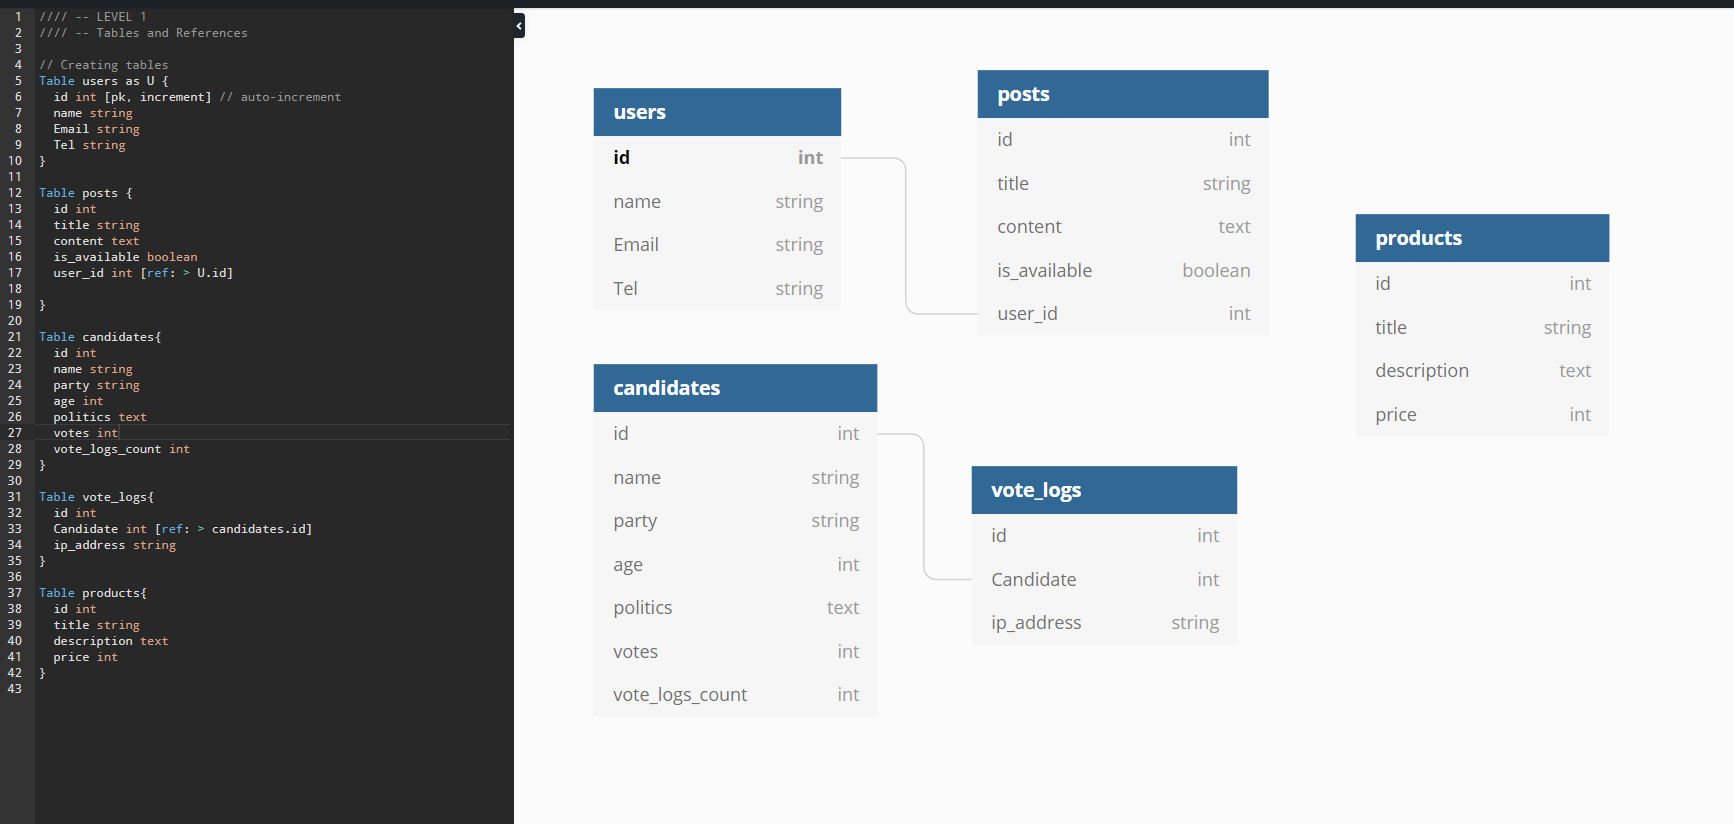 1 //// -- LEVEL 1
2 //// -- Tables and References
3
4 // Creating tables
5 Table users as U {
6 id int [pk, increment] // auto-increment
7 name string
8 Email string
9 Tel string
10 }
11
12 Table posts {
13 id int
14 title string
15 content text
16 is_available boolean
17 user_id int [ref: > U.id]
18
19 }
20
21 Table candidates{
22 id int
23 name string
24 party string
25 age int
26 politics text
27 votes int
28 vote_logs_count int
29 }
30
31 Table vote_logs{
32 id int
33 Candidate int [ref: > candidates.id]
34 ip_address string
35 }
36
37 Table products{
38 id int
39 title string
40 description text
41 price int
42 }
43
users
id int
name string
Email string
Tel string
posts
id int
title string
content text
is_available boolean
user_id int
products
id int
title string
description text
price int
candidates
id int
name string
party string
age int
politics text
votes int
vote_logs_count int
vote_logs
id int
Candidate int
ip_address string